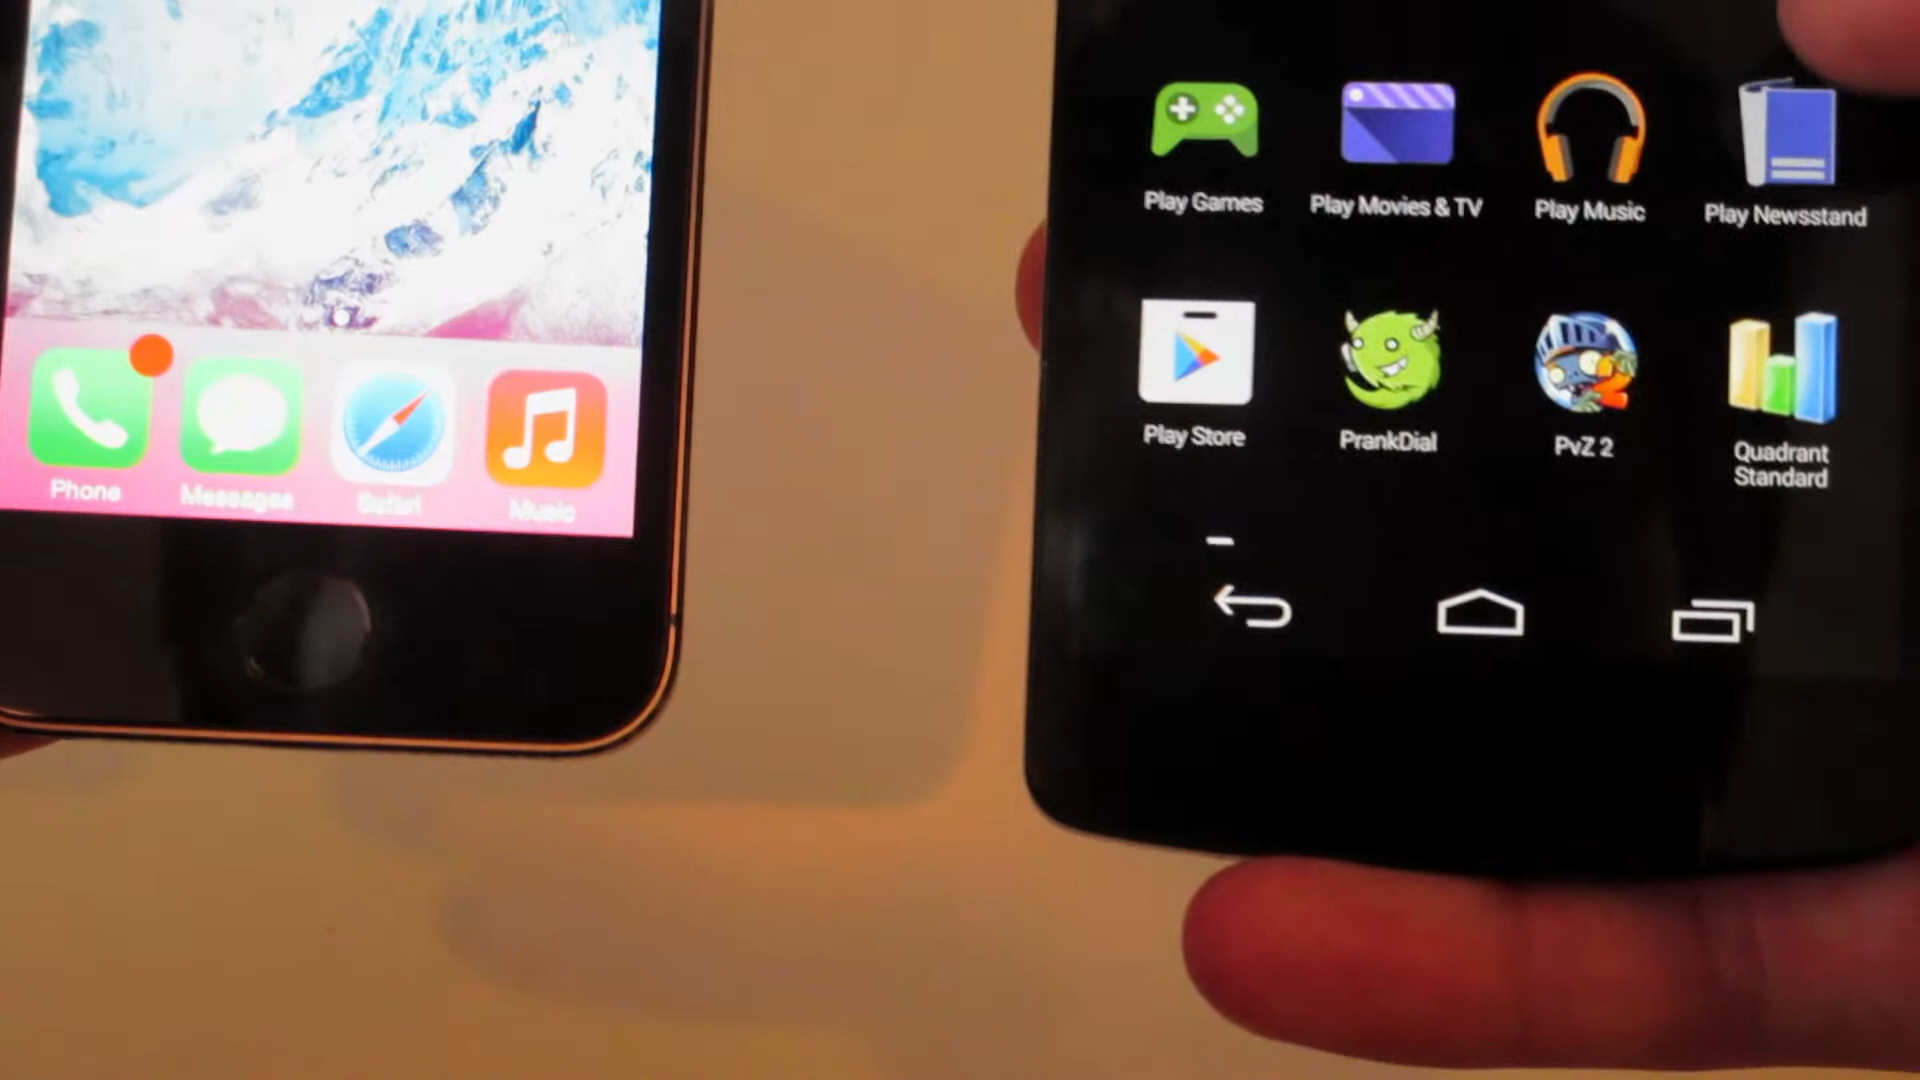 Phone
Messages
Safari
Music
Play Games
Play Movies & TV
Play Music
Play Newsstand
Play Store
PrankDial
PvZ 2
Quadrant
Standard